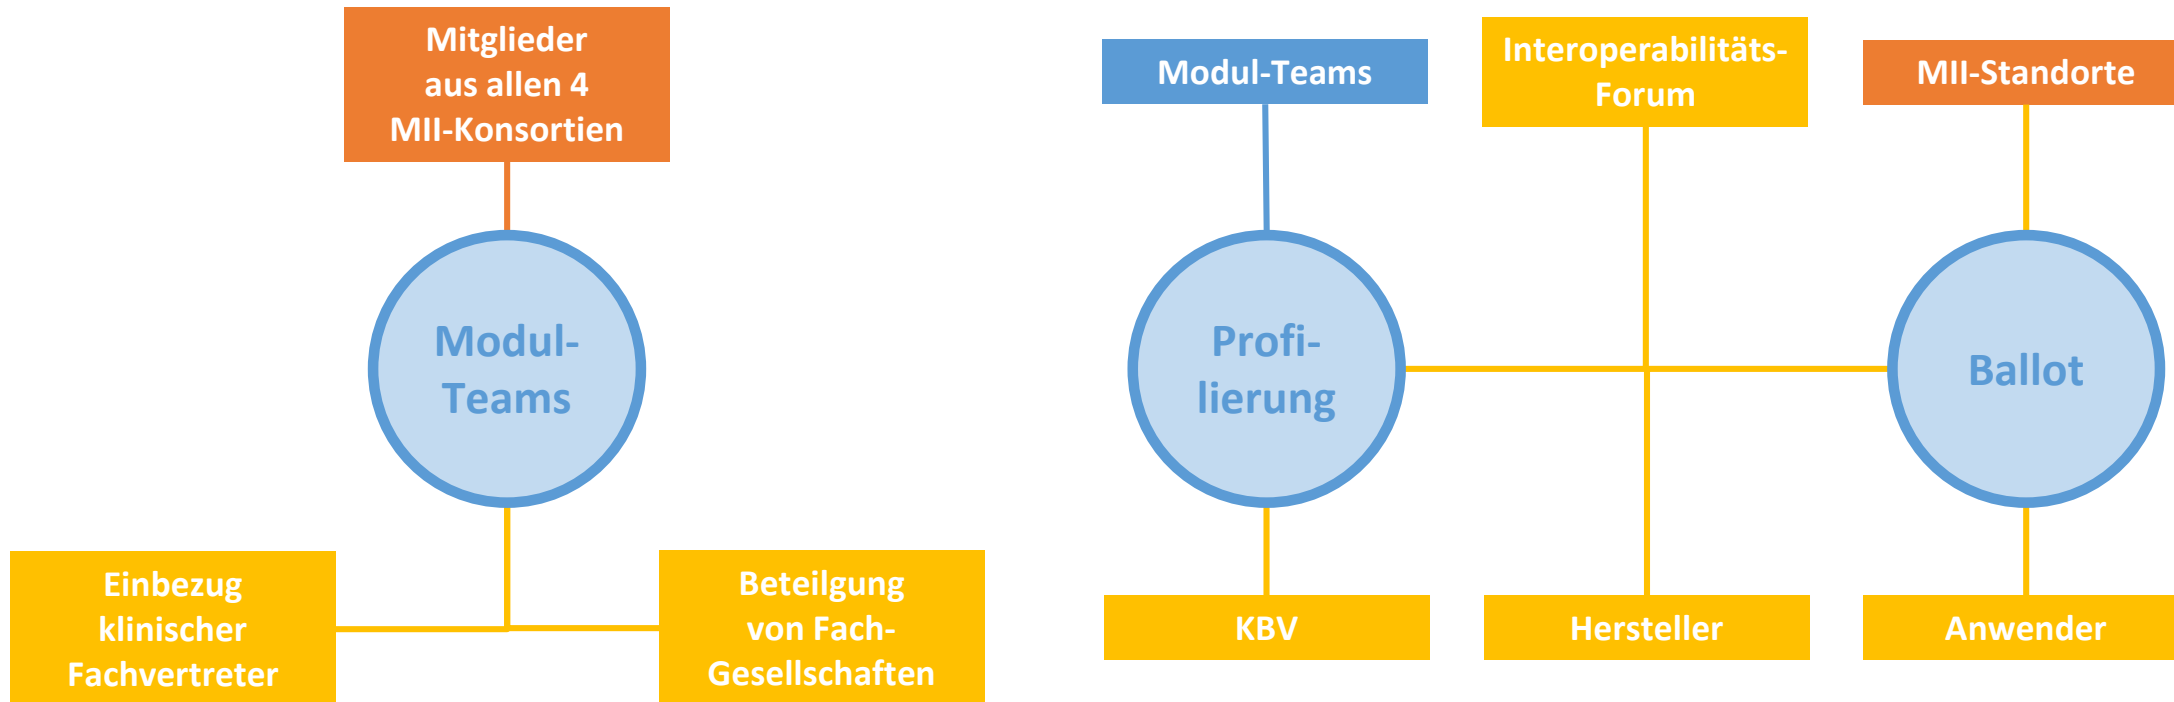 Mitglieder
aus allen 4
MII-Konsortien
Modul-
Teams
Einbezug
klinischer
Fachvertreter
Beteilgung
von Fach-
Gesellschaften
Modul-Teams
Interoperabilitäts-
Forum
MII-Standorte
Profi-
lierung
Ballot
KBV
Hersteller
Anwender